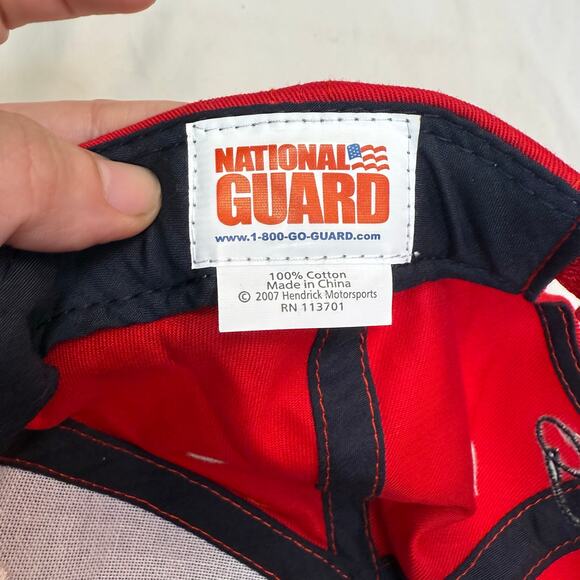 NATIONAL
GUARD
www.1-800-GO-GUARD.com
100% Cotton
Made in China
© 2007 Hendrick Motorsports
RN 113701